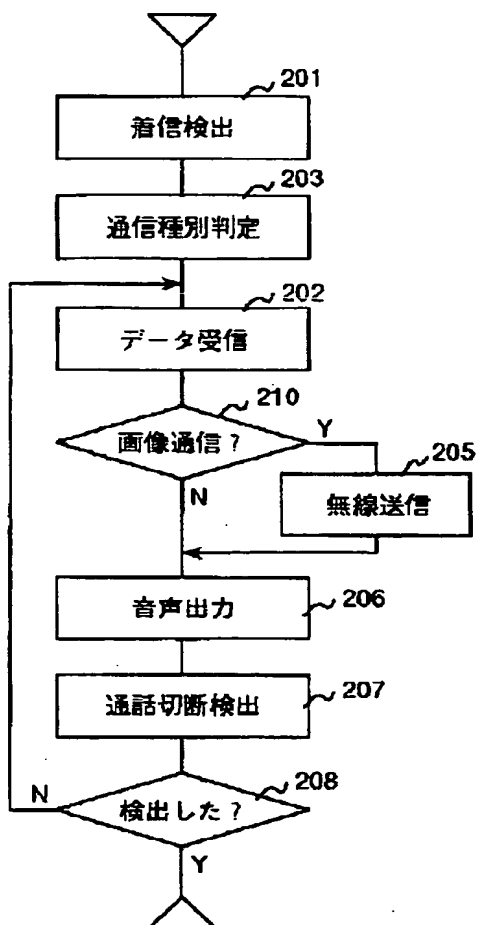 201
着信検出
203
通信種別判定
202
データ受信
210
画像通信?
Y
205
無線送信
N
音声出力
206
通話切断検出
207
208
N
検出した?
Y